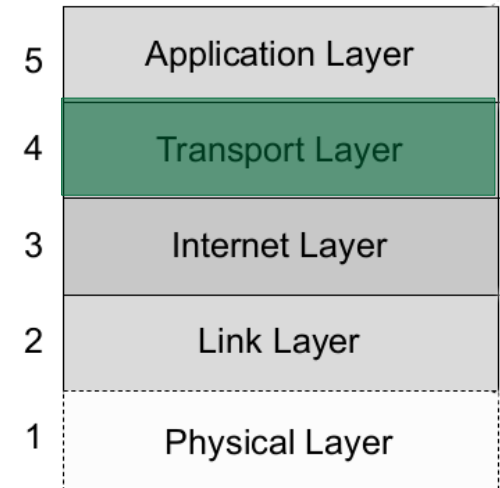 5 Application Layer
4 Transport Layer
3 Internet Layer
2 Link Layer
1 Physical Layer